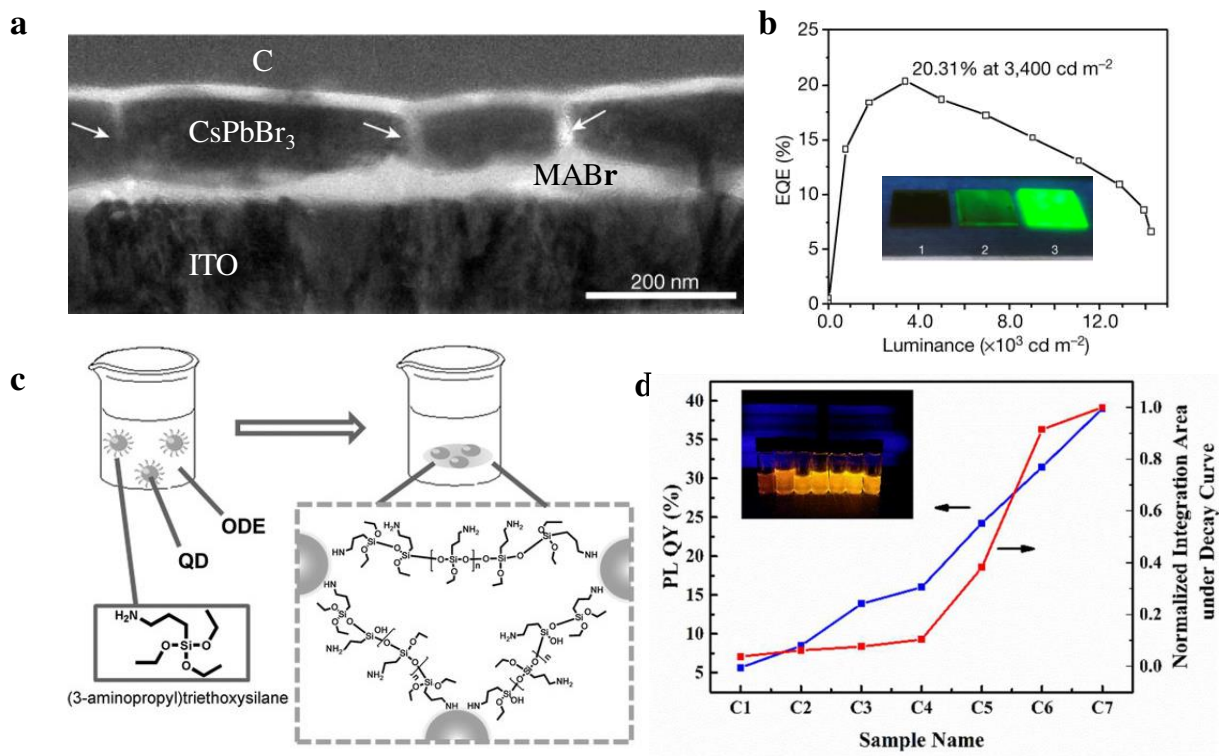 a
C
CsPbBr₃
MABr
ITO
200 nm
b
25
20
15
10
5
0
EQE (%)
20.31% at 3,400 cd m⁻²
1 2 3
0.0 4.0 8.0 12.0
Luminance (×10³ cd m⁻²)
c
ODE
QD
H₂N
O
Si
O
O
(3-aminopropyl)triethoxysilane
d
40
35
30
25
20
15
10
5
PL QY (%)
1.0
0.8
0.6
0.4
0.2
0.0
Normalized Integration Area
under Decay Curve
C1 C2 C3 C4 C5 C6 C7
Sample Name